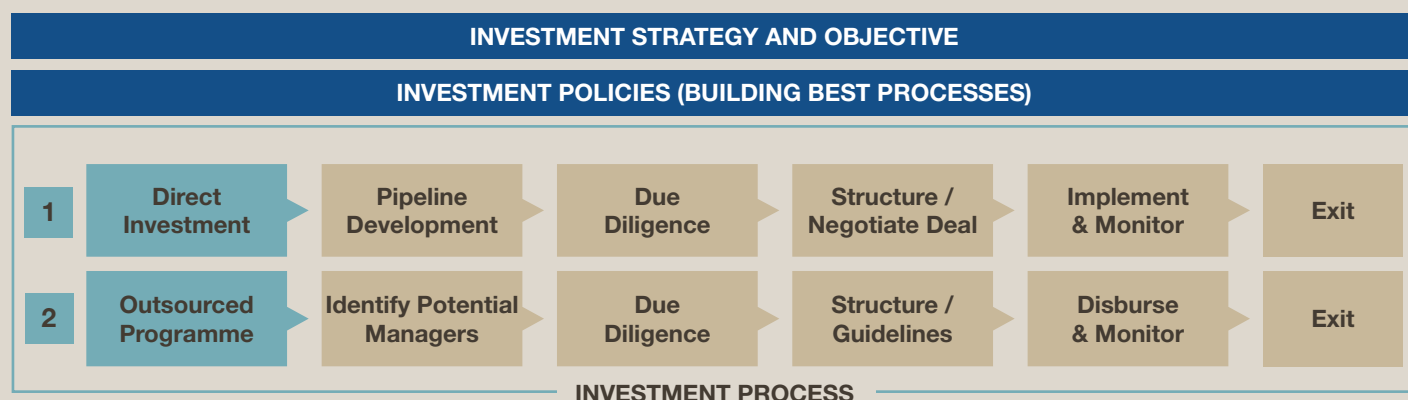 INVESTMENT STRATEGY AND OBJECTIVE
INVESTMENT POLICIES (BUILDING BEST PROCESSES)
1
Direct
Investment
Pipeline
Development
Due
Diligence
Structure /
Negotiate Deal
Implement
& Monitor
Exit
2
Outsourced
Programme
Identify Potential
Managers
Due
Diligence
Structure /
Guidelines
Disburse
& Monitor
Exit
INVESTMENT PROCESS